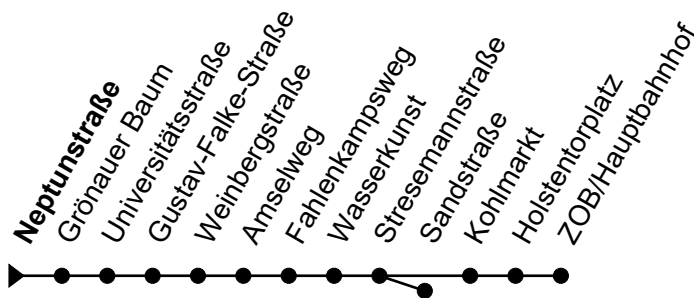 Neptunstraße
Grönauer Baum
Universitätsstraße
Gustav-Falke-Straße
Weinbergstraße
Amselweg
Fahlenkampsweg
Wasserkunst
Stresemannstraße
Sandstraße
Kohlmarkt
Holstentorplatz
ZOB/Hauptbahnhof